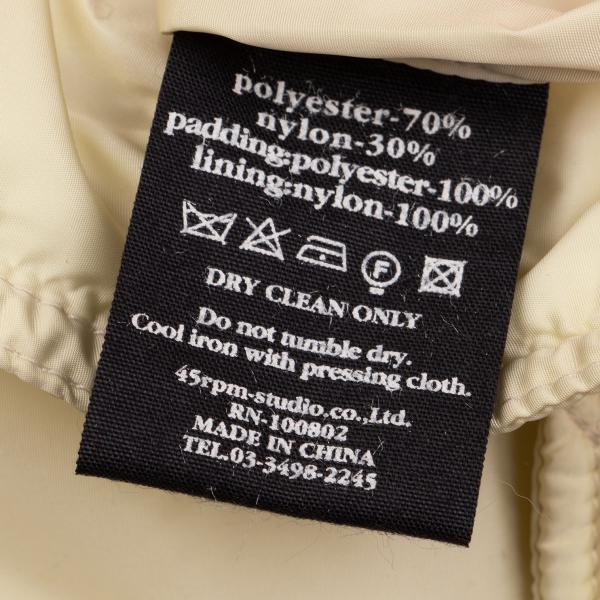 polyester-70%
nylon-30%
padding:polyester-100%
lining:nylon-100%
F
DRY CLEAN ONLY
Do not tumble dry.
Cool iron with pressing cloth.
45rpm-studio.co.,Ltd.
RN-100802
MADE IN CHINA
TEL.03-3498-2245